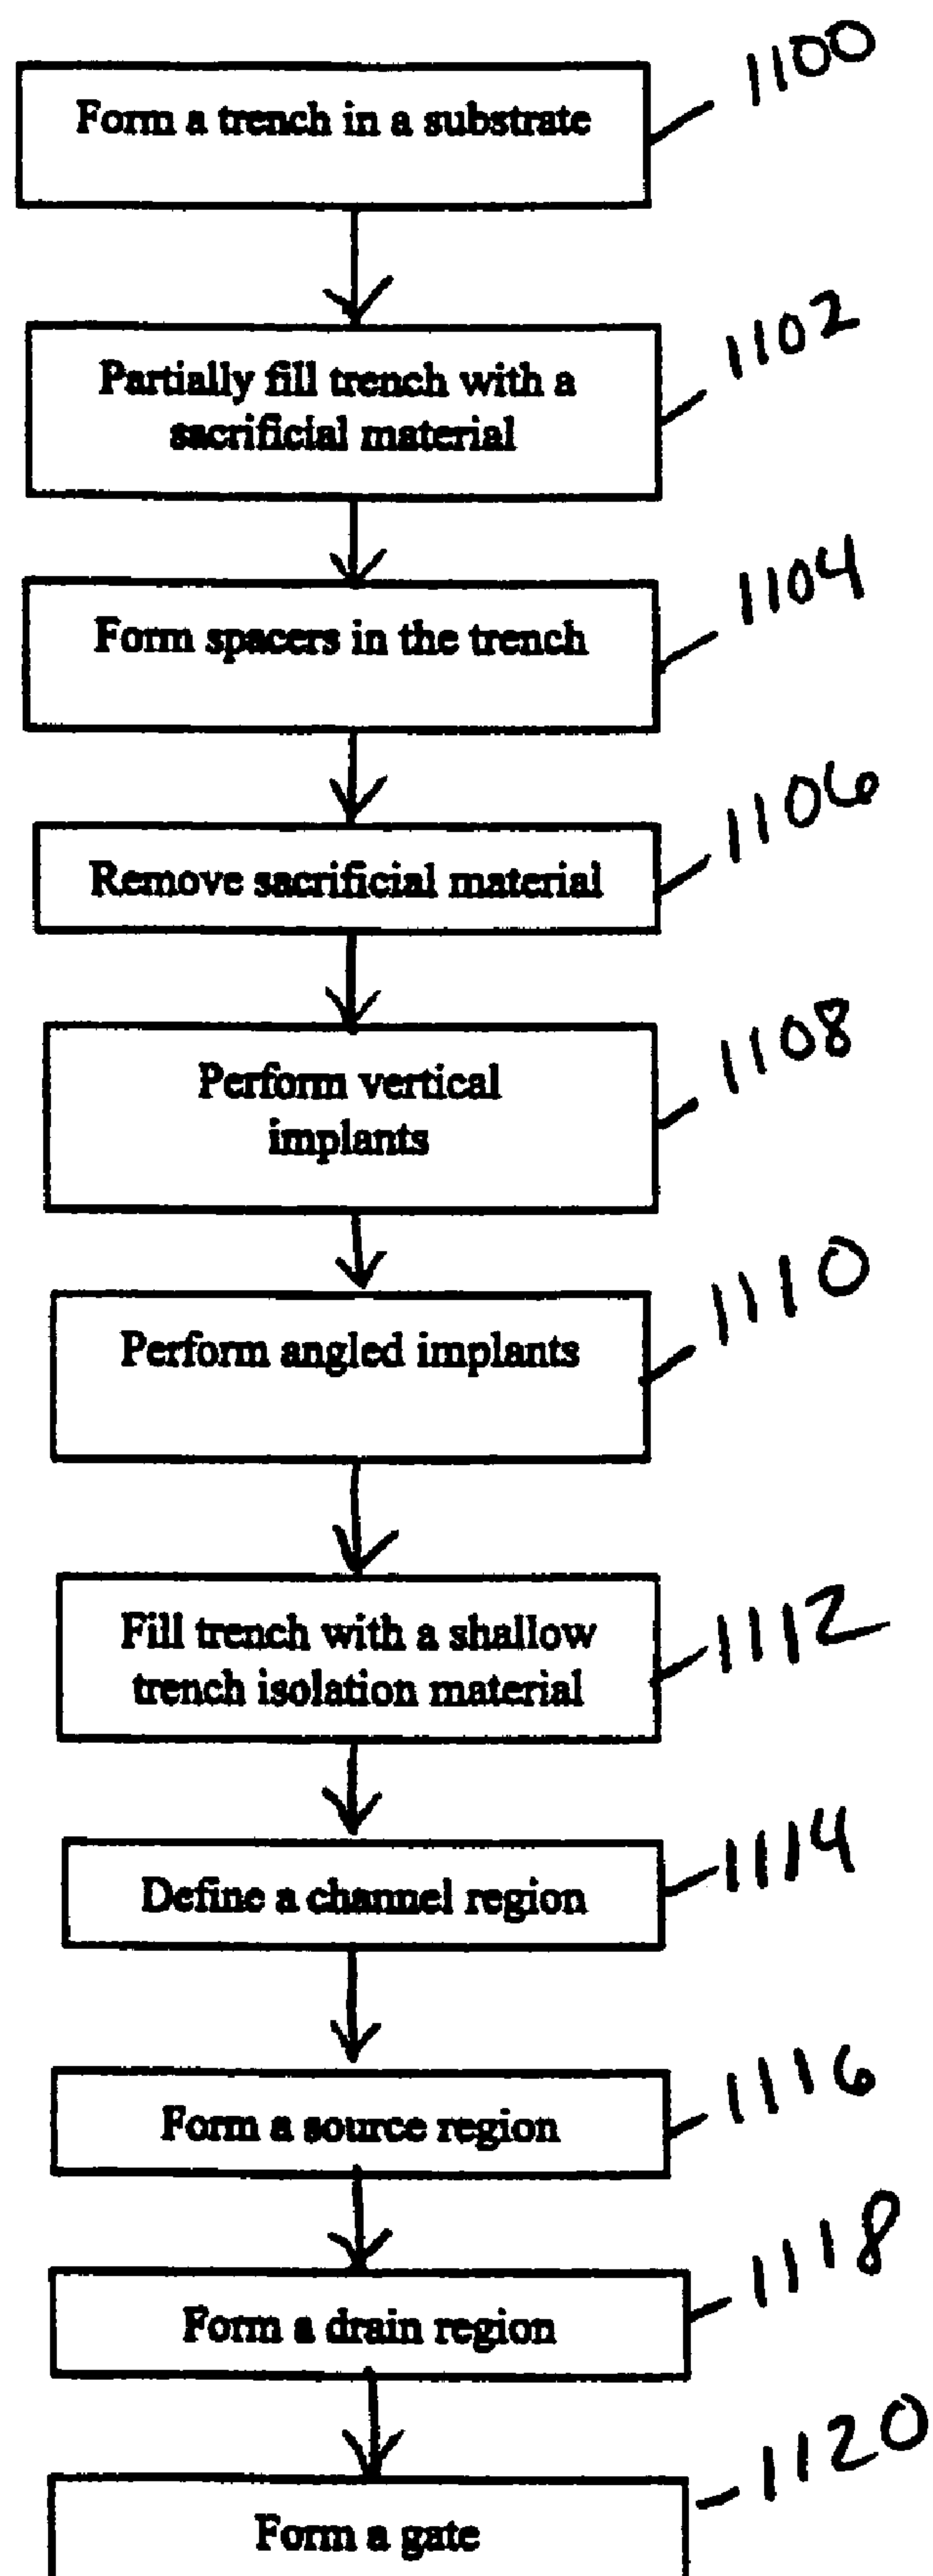 1100
Form a trench in a substrate
1102
Partially fill trench with a
sacrificial material
1104
Form spacers in the trench
1106
Remove sacrificial material
1108
Perform vertical
implants
1110
Perform angled implants
1112
Fill trench with a shallow
trench isolation material
1114
Define a channel region
1116
Form a source region
1118
Form a drain region
1120
Form a gate